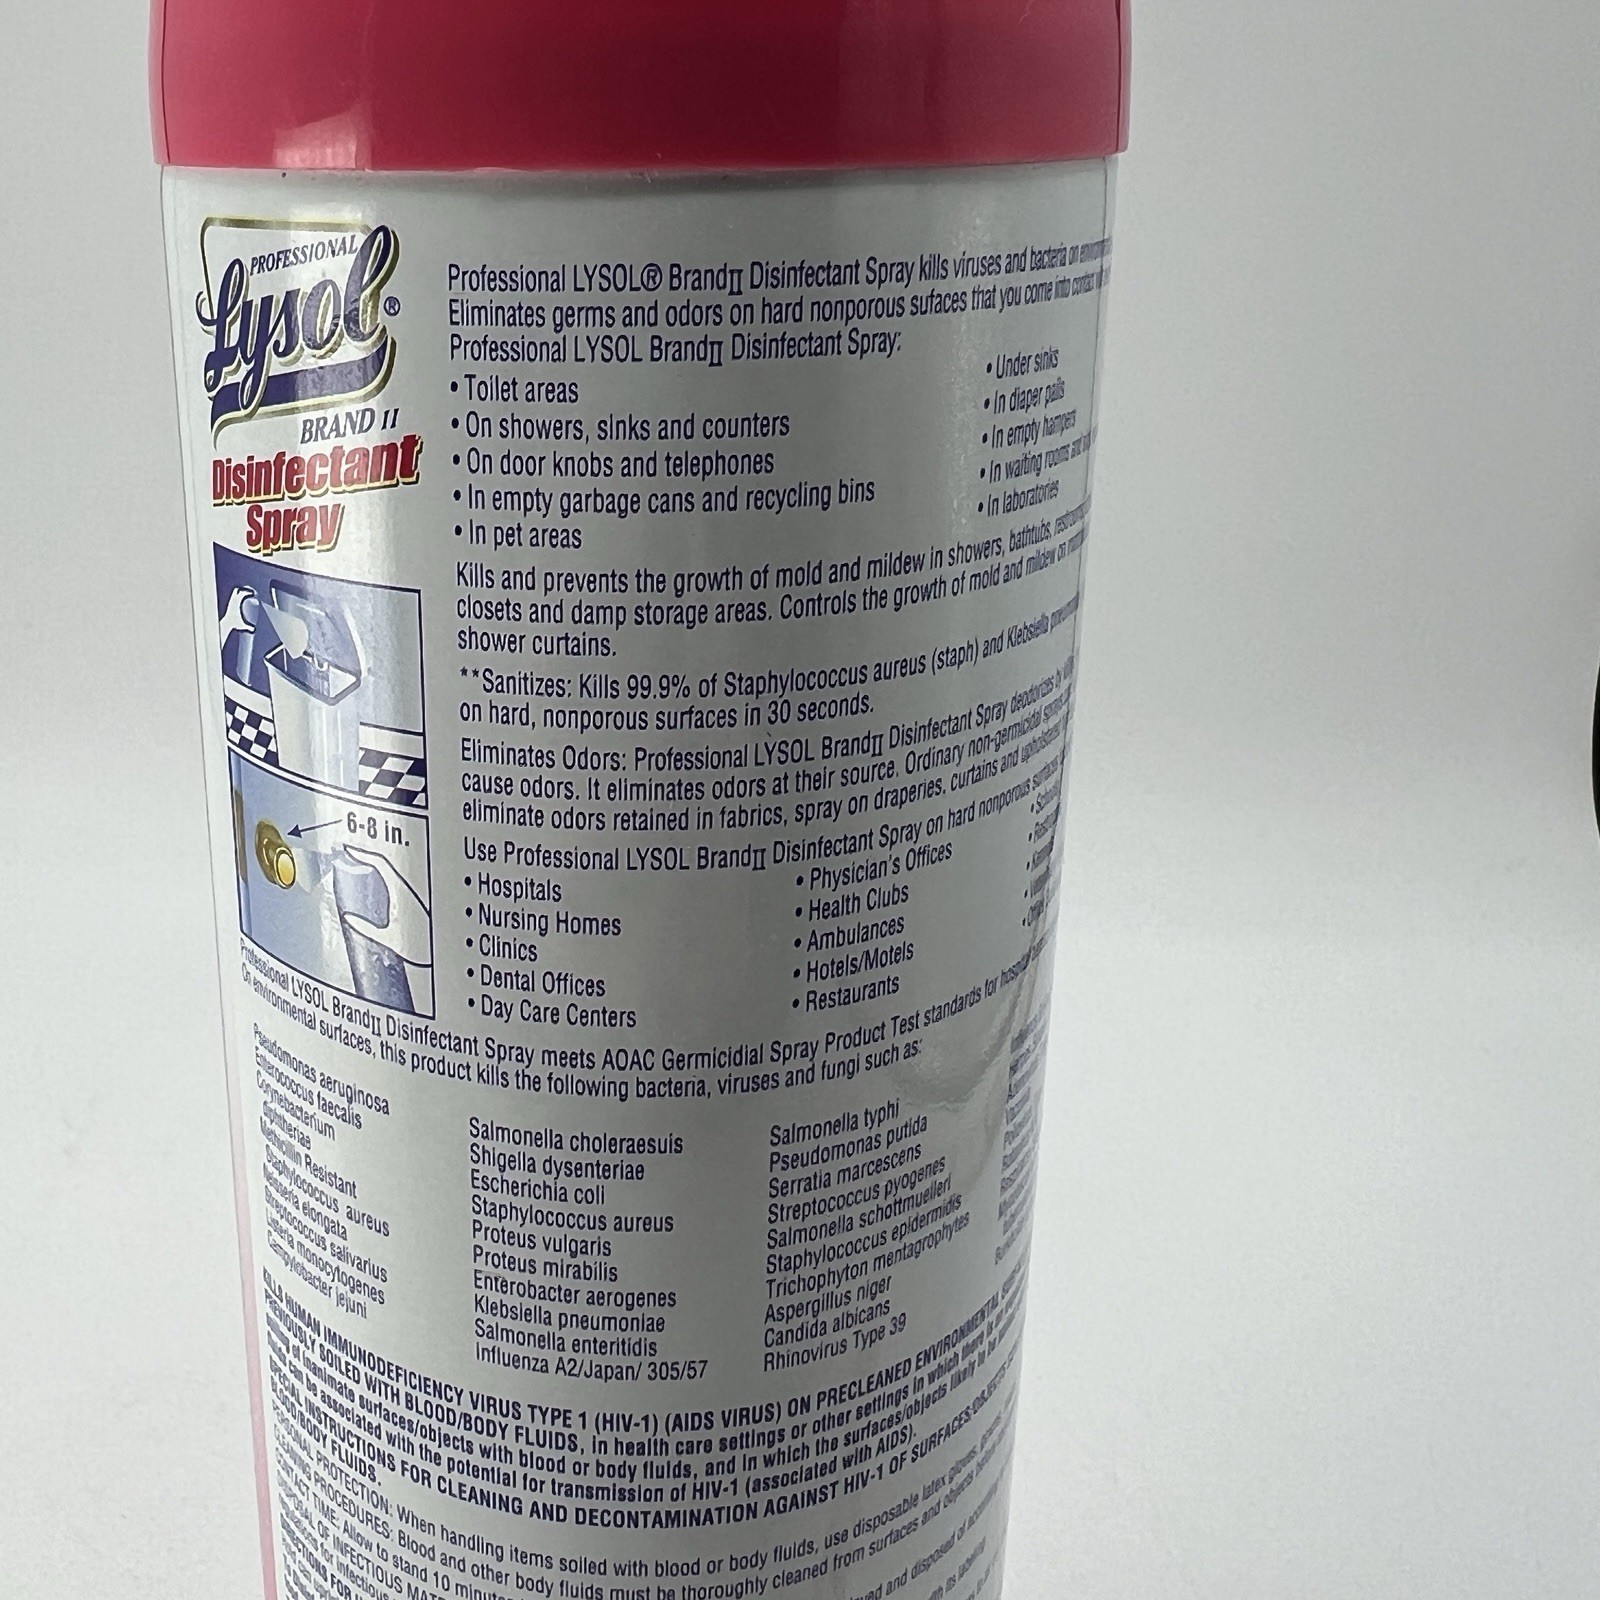 PROFESSIONAL
Lysol®
BRAND II
Disinfectant
Spray
6-8 in.
Professional LYSOL® BrandII Disinfectant Spray kills viruses and bacteria on
Eliminates germs and odors on hard nonporous sufaces that you come into contact
Professional LYSOL BrandII Disinfectant Spray:
• Toilet areas
• On showers, sinks and counters
• On door knobs and telephones
• In empty garbage cans and recycling bins
• In pet areas
• Under sinks
• In diaper pails
• In empty hampers
• In waiting rooms and
• In laboratories
Kills and prevents the growth of mold and mildew in showers, bathtubs,
closets and damp storage areas. Controls the growth of mold and mildew on
shower curtains.
**Sanitizes: Kills 99.9% of Staphylococcus aureus (staph) and Klebsiella
on hard, nonporous surfaces in 30 seconds.
Eliminates Odors: Professional LYSOL BrandII Disinfectant Spray deodorizes by
cause odors. It eliminates odors at their source. Ordinary non-germicidal sprays
eliminate odors retained in fabrics, spray on draperies, curtains and upholstered
Use Professional LYSOL BrandII Disinfectant Spray on hard nonporous surfaces
• Hospitals
• Nursing Homes
• Clinics
• Dental Offices
• Day Care Centers
• Physician's Offices
• Health Clubs
• Ambulances
• Hotels/Motels
• Restaurants
Professional LYSOL BrandII Disinfectant Spray meets AOAC Germicidial Spray Product Test standards for hospital
On environmental surfaces, this product kills the following bacteria, viruses and fungi such as:
Pseudomonas aeruginosa
Enterococcus faecalis
Corynebacterium
diphtheriae
Methicillin Resistant
Staphylococcus aureus
Neisseria elongata
Streptococcus salivarius
Listeria monocytogenes
Campylobacter jejuni
Salmonella choleraesuis
Shigella dysenteriae
Escherichia coli
Staphylococcus aureus
Proteus vulgaris
Proteus mirabilis
Enterobacter aerogenes
Klebsiella pneumoniae
Salmonella enteritidis
Influenza A2/Japan/ 305/57
Salmonella typhi
Pseudomonas putida
Serratia marcescens
Streptococcus pyogenes
Salmonella schottmuelleri
Staphylococcus epidermidis
Trichophyton mentagrophytes
Aspergillus niger
Candida albicans
Rhinovirus Type 39
KILLS HUMAN IMMUNODEFICIENCY VIRUS TYPE 1 (HIV-1) (AIDS VIRUS) ON PRECLEANED ENVIRONMENTAL
PREVIOUSLY SOILED WITH BLOOD/BODY FLUIDS, in health care settings or other settings in which there is an
of inanimate surfaces/objects with blood or body fluids, and in which the surfaces/objects likely to be
can be associated with the potential for transmission of HIV-1 (associated with AIDS).
SPECIAL INSTRUCTIONS FOR CLEANING AND DECONTAMINATION AGAINST HIV-1 OF SURFACES/OBJECTS
BLOOD/BODY FLUIDS.
PERSONAL PROTECTION: When handling items soiled with blood or body fluids, use disposable latex gloves,
CLEANING PROCEDURES: Blood and other body fluids must be thoroughly cleaned from surfaces and objects before
CONTACT TIME: Allow to stand 10
DISPOSAL OF INFECTIOUS
and disposed of
for infectious